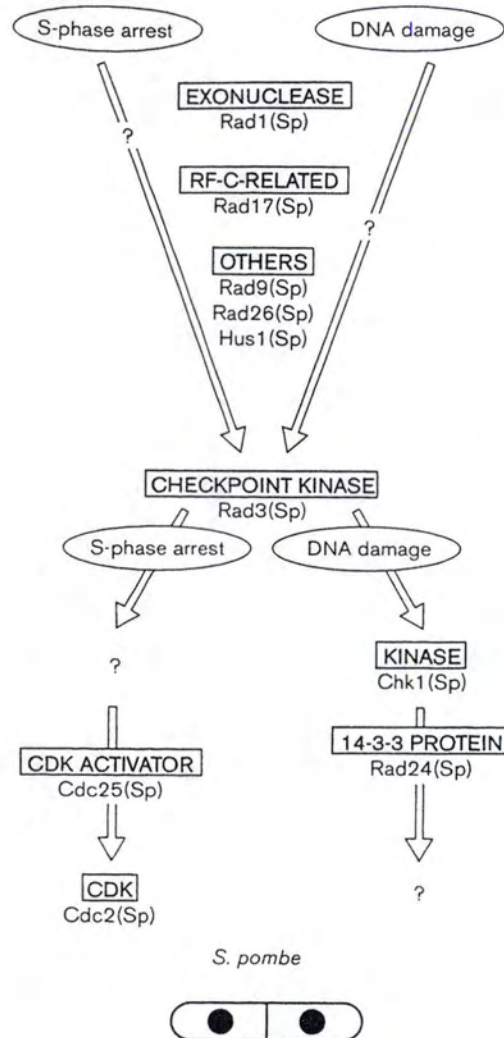 S-phase arrest
DNA damage
EXONUCLEASE
Rad1(Sp)
?
RF-C-RELATED
Rad17(Sp)
?
OTHERS
Rad9(Sp)
Rad26(Sp)
Hus1(Sp)
CHECKPOINT KINASE
Rad3(Sp)
S-phase arrest
DNA damage
?
KINASE
Chk1(Sp)
CDK ACTIVATOR
Cdc25(Sp)
14-3-3 PROTEIN
Rad24(Sp)
CDK
Cdc2(Sp)
?
S. pombe